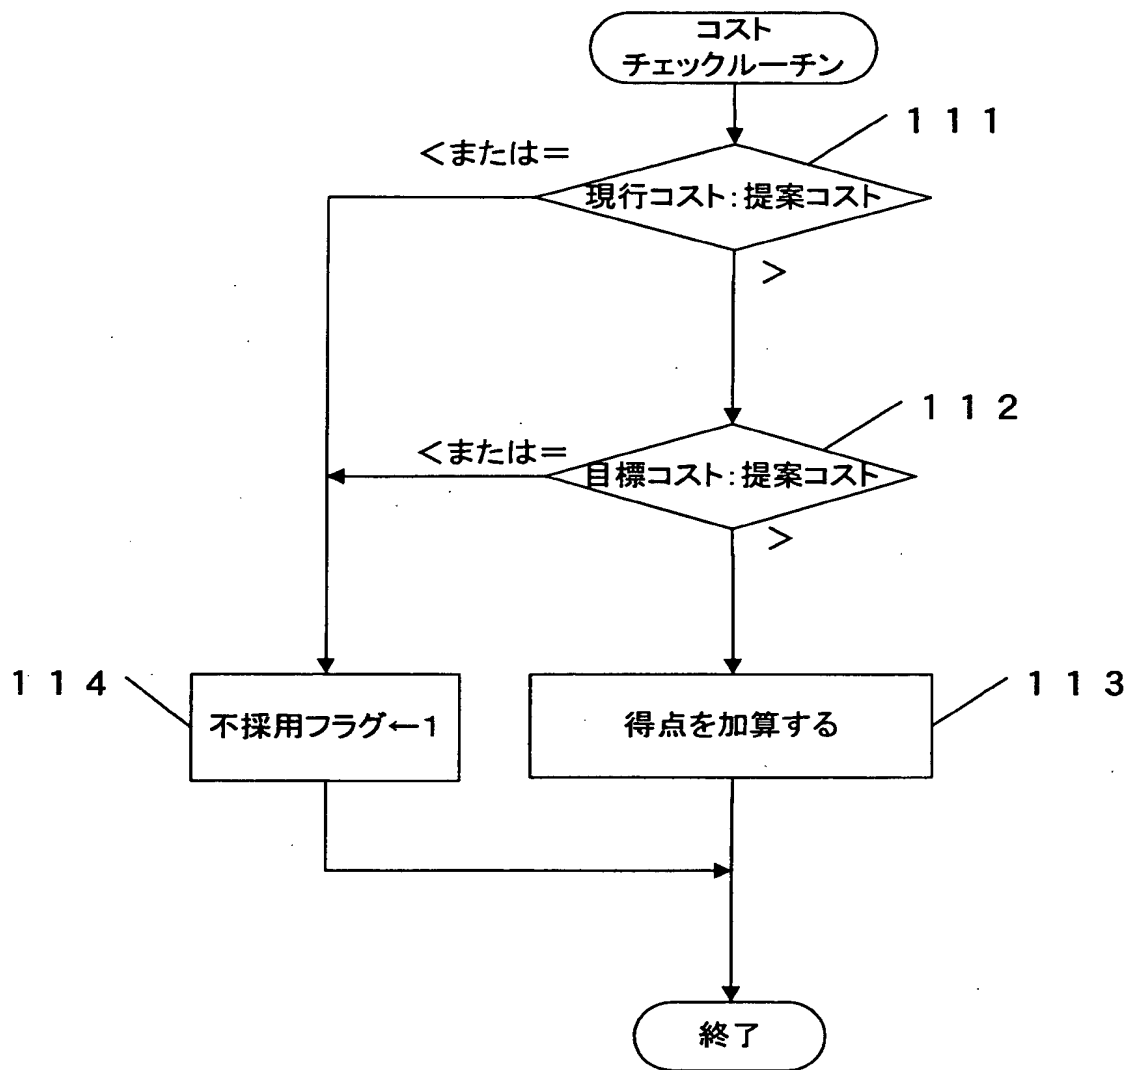 コスト
チェックルーチン
１１１
＜または＝
現行コスト：提案コスト
＞
１１２
＜または＝
目標コスト：提案コスト
＞
１１４
不採用フラグ←１
得点を加算する
１１３
終了